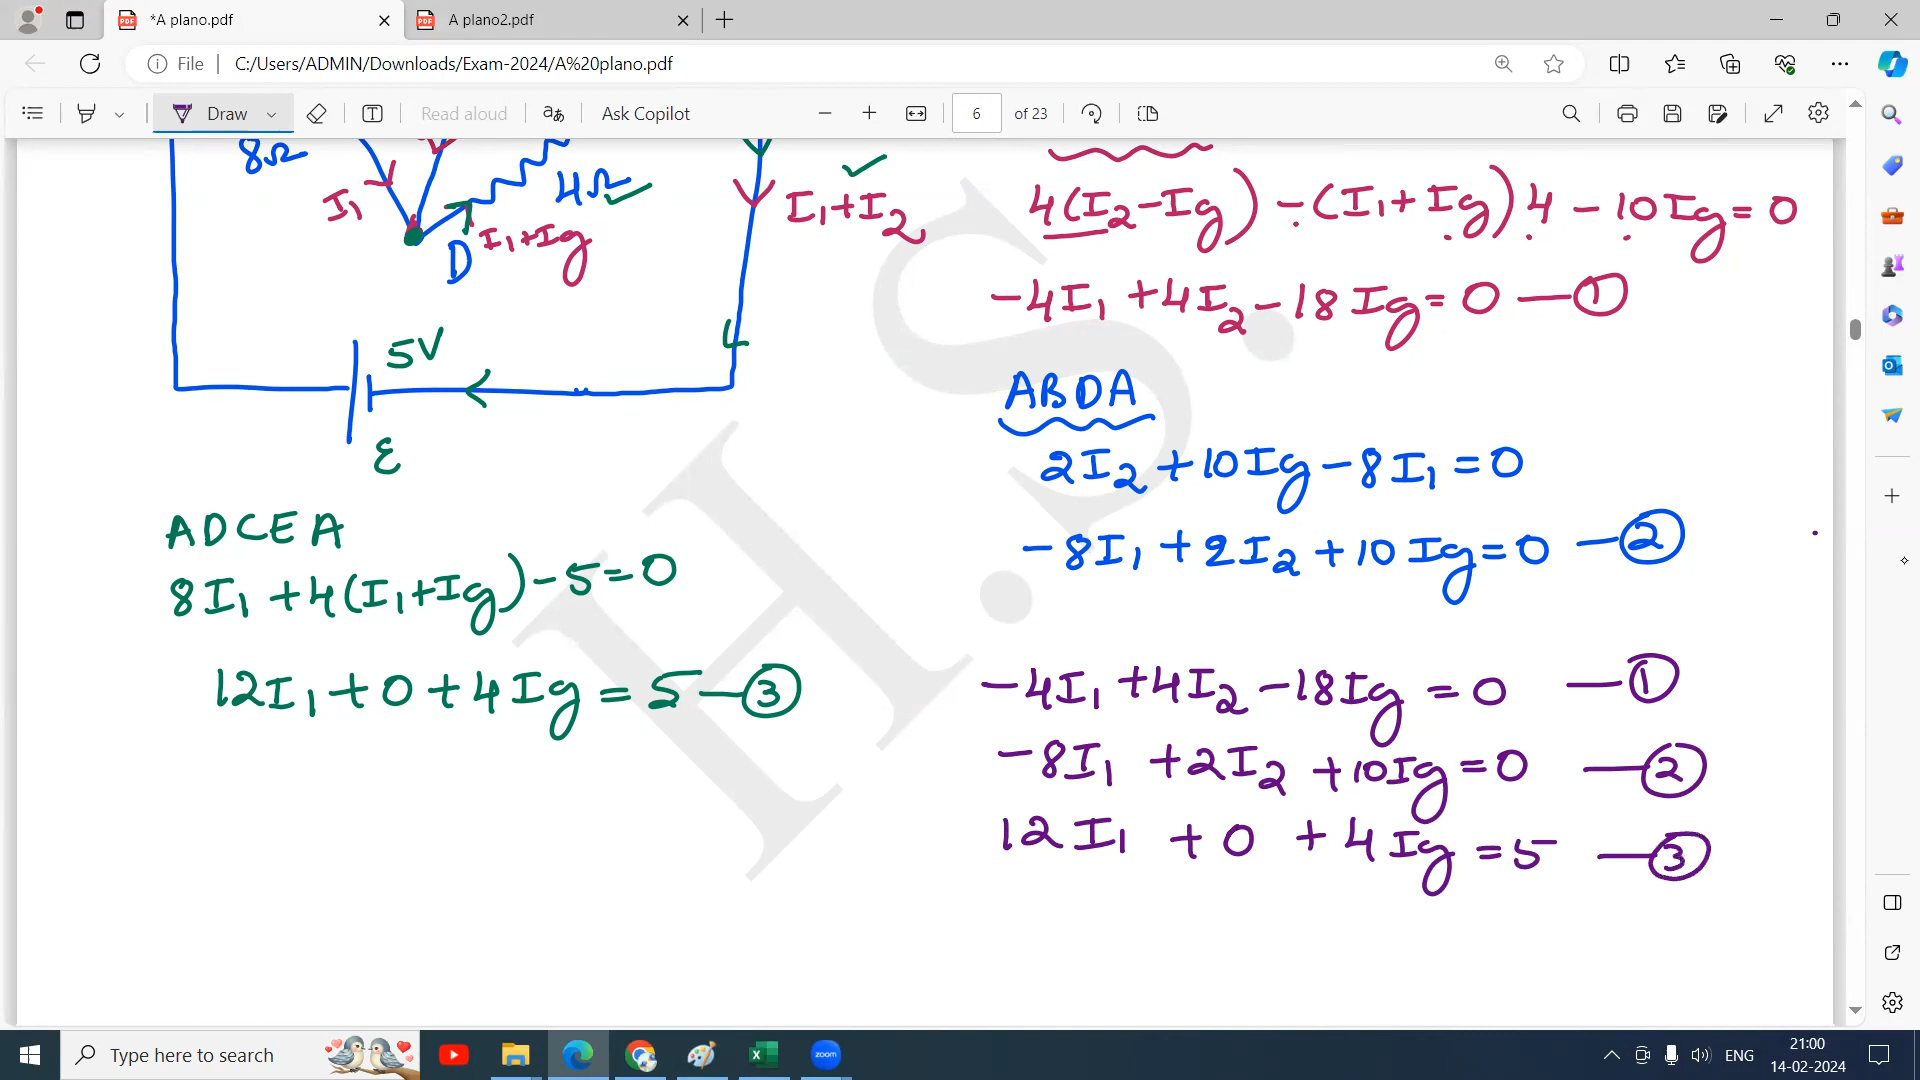 *A plano.pdf
A plano2.pdf
File
C:/Users/ADMIN/Downloads/Exam-2024/A%20plano.pdf
Draw
Read aloud
aあ
Ask Copilot
6
of 23
8Ω
I₁
4Ω
D
I₁+Ig
I₁+I₂
5V
ε
ADCEA
8I₁ +4(I₁+Ig) -5=0
12I₁ + 0 +4Ig = 5 — ③
4(I₂-Ig) -(I₁+Ig)4 -10Ig=0
-4I₁ +4I₂ -18Ig=0 — ①
ABDA
2I₂ +10Ig -8I₁ =0
-8I₁ +2I₂ +10Ig=0 — ②
-4I₁ +4I₂ -18Ig =0 — ①
-8I₁ +2I₂ +10Ig=0 — ②
12I₁ + 0 + 4Ig =5 — ③
H.S.
Type here to search
zoom
ENG
21:00
14-02-2024